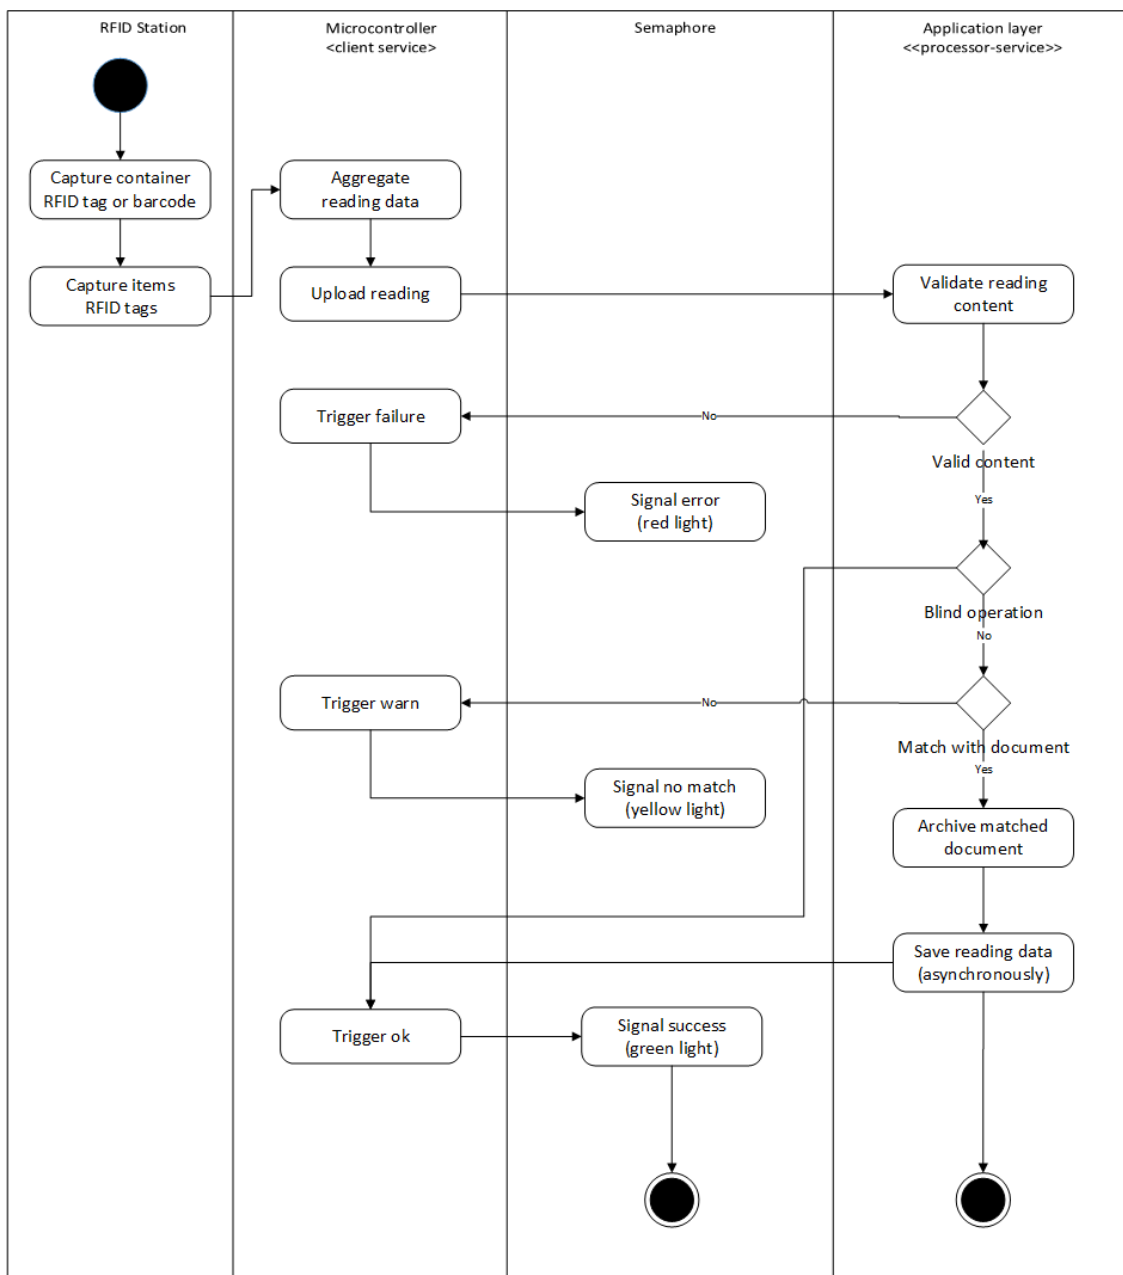 RFID Station
Microcontroller
<client service>
Semaphore
Application layer
<<processor-service>>
Capture container
RFID tag or barcode
Aggregate
reading data
Capture items
RFID tags
Upload reading
Validate reading
content
Trigger failure
No
Valid content
Signal error
(red light)
Yes
Blind operation
No
Trigger warn
No
Match with document
Yes
Signal no match
(yellow light)
Archive matched
document
Save reading data
(asynchronously)
Trigger ok
Signal success
(green light)